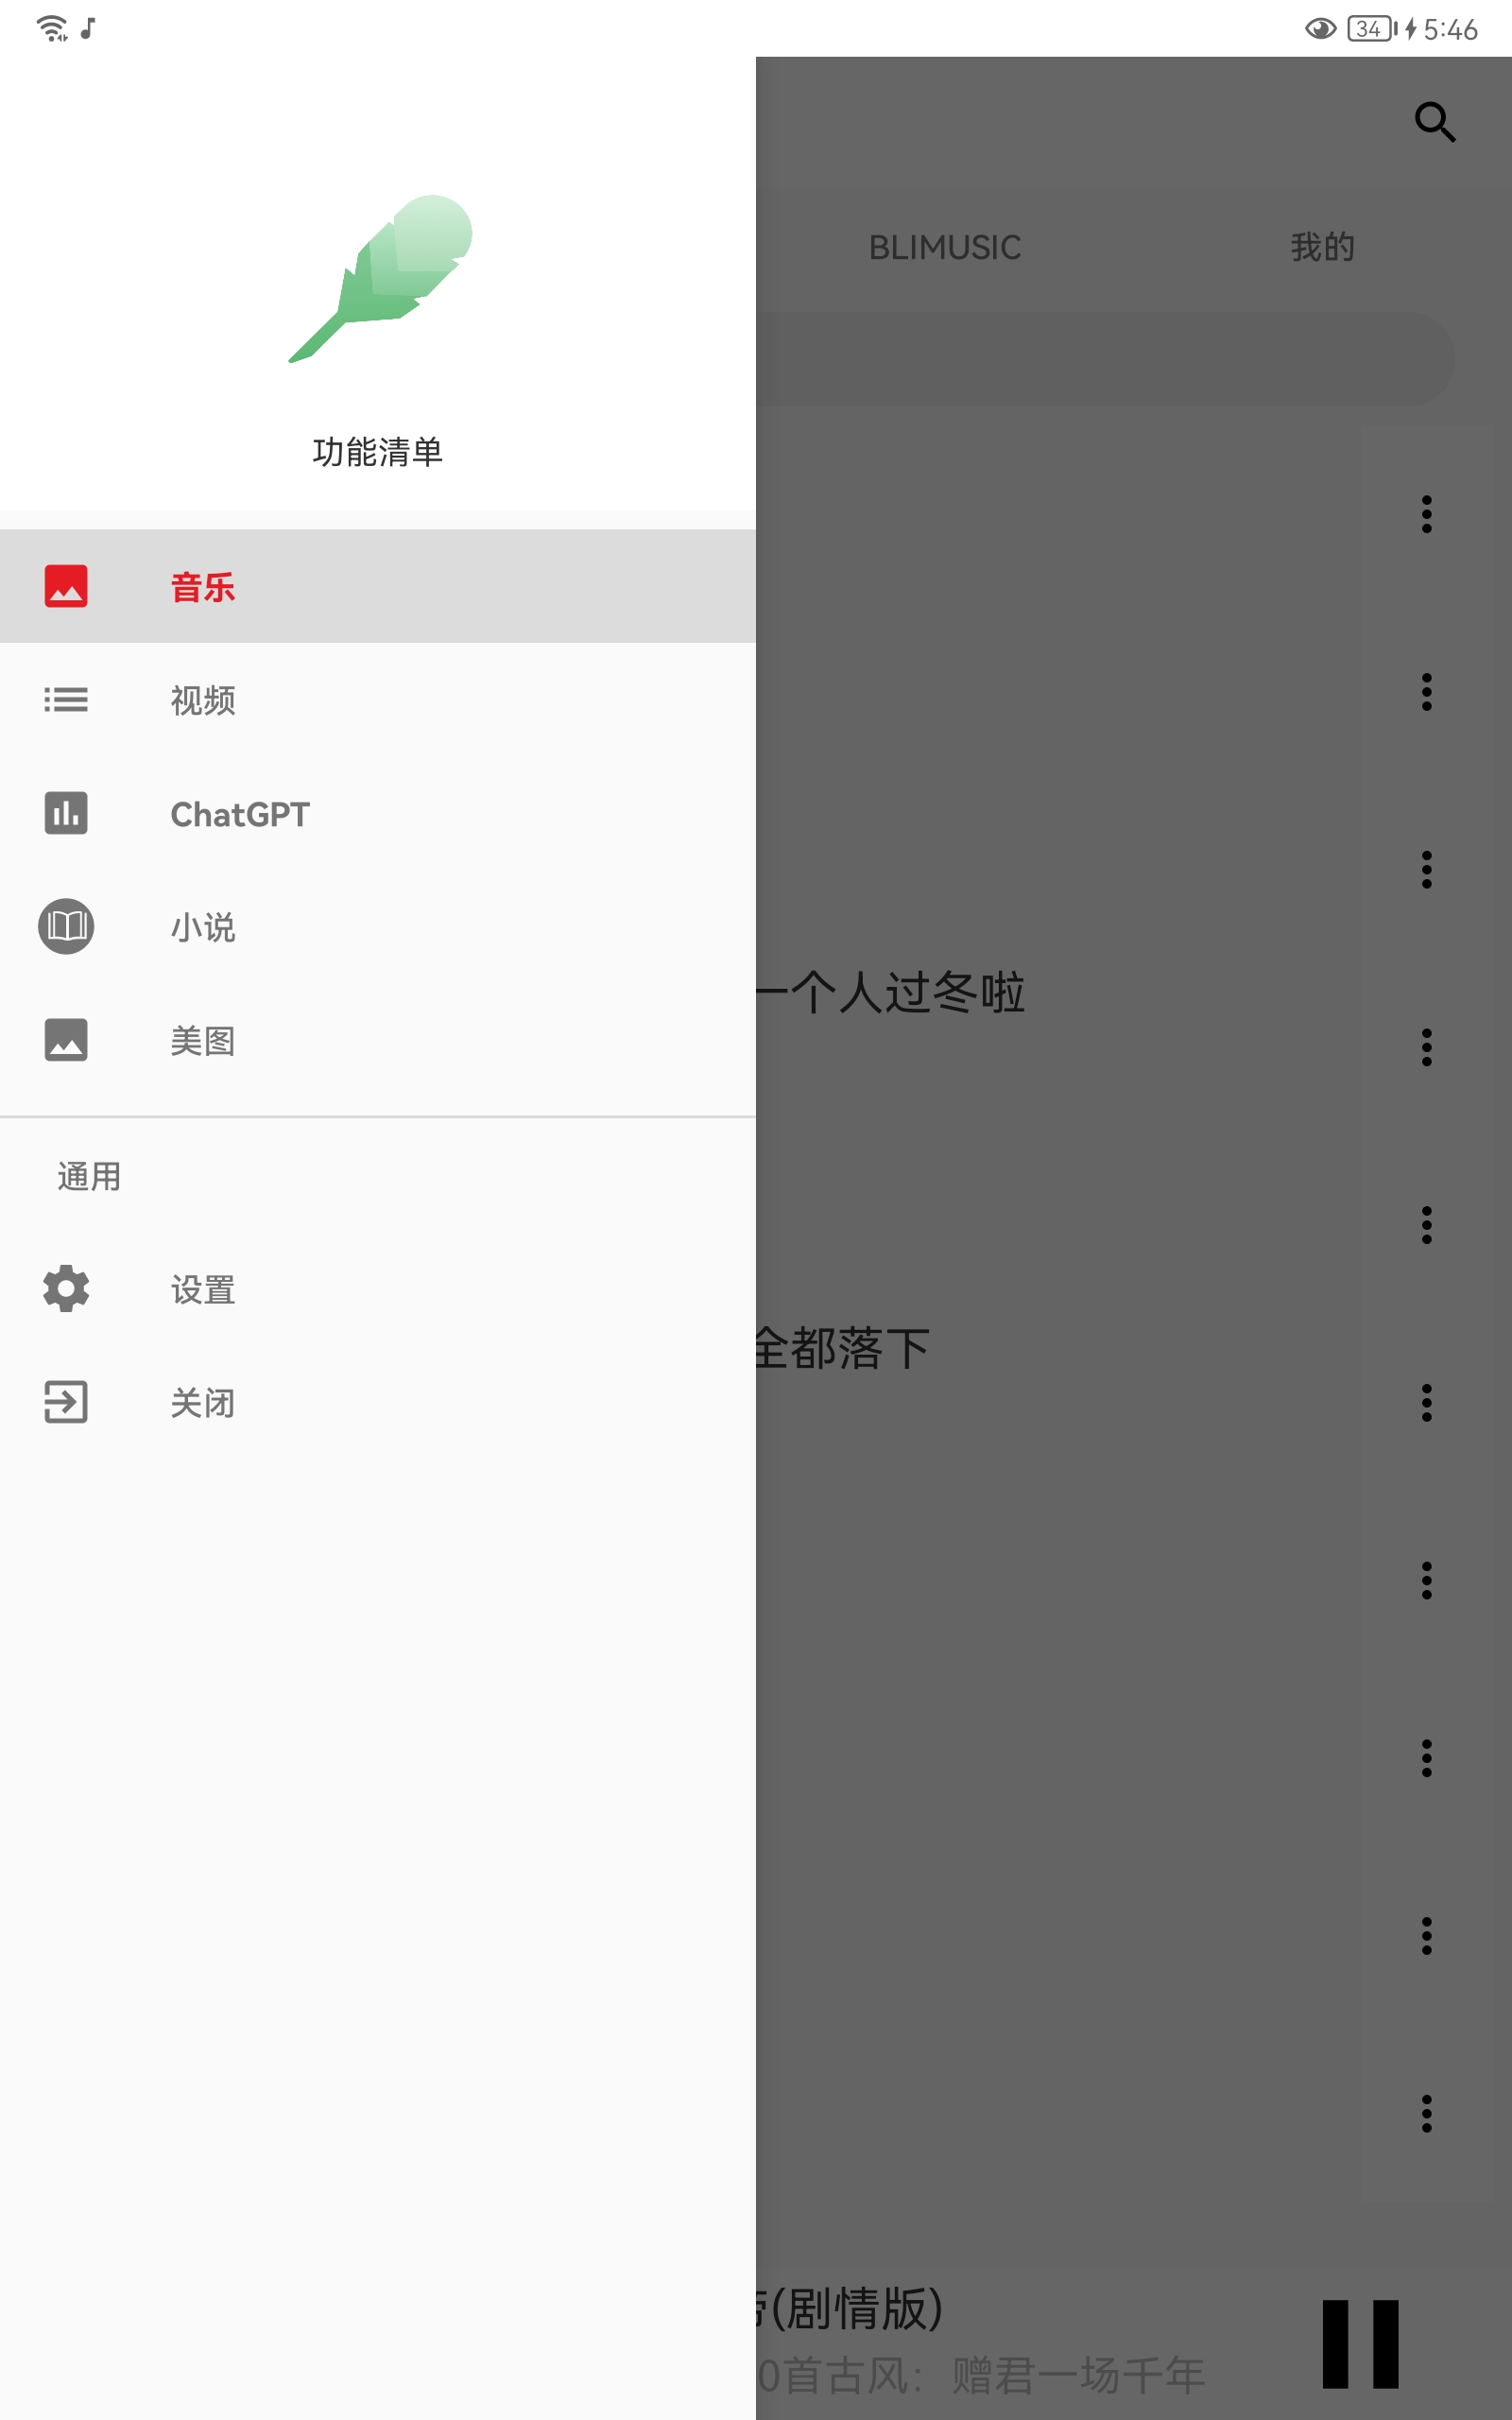 34 5:46
BLIMUSIC 我的
功能清单
音乐
视频
ChatGPT
小说
一个人过冬啦
美图
通用
设置
全都落下
关闭
(剧情版)
0首古风：赠君一场千年